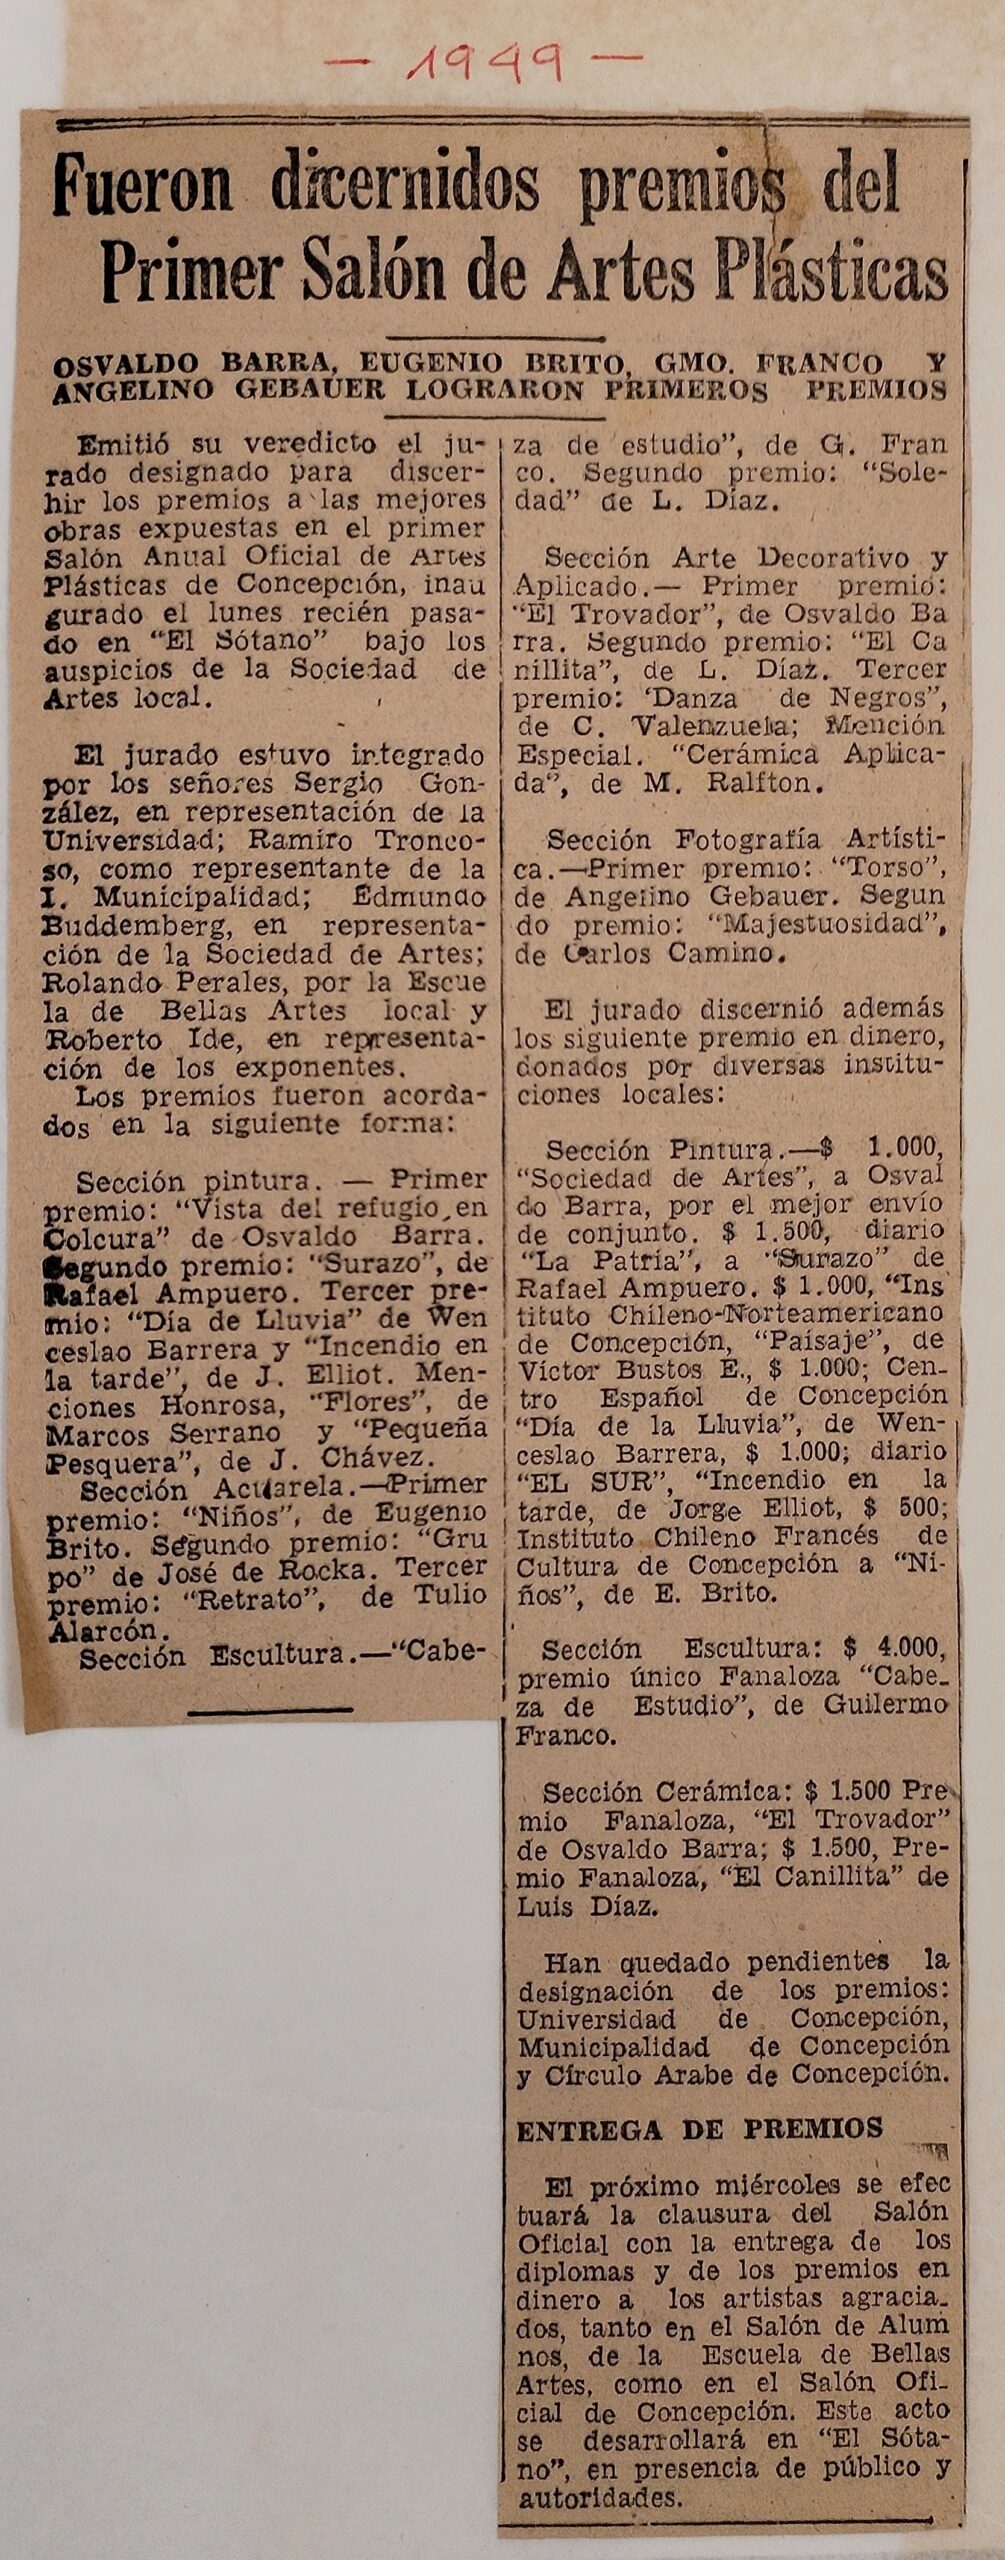 - 1949 -
Fueron dicernidos premios del
Primer Salón de Artes Plásticas
OSVALDO BARRA, EUGENIO BRITO, GMO. FRANCO Y
ANGELINO GEBAUER LOGRARON PRIMEROS PREMIOS
Emitió su veredicto el ju-
rado designado para discer-
hir los premios a las mejores
obras expuestas en el primer
Salón Anual Oficial de Artes
Plásticas de Concepción, inau
gurado el lunes recién pasa-
do en "El Sótano" bajo los
auspicios de la Sociedad de
Artes local.
El jurado estuvo integrado
por los señores Sergio Gon-
zález, en representación de la
Universidad; Ramiro Tronco-
so, como representante de la
I. Municipalidad; Edmundo
Buddemberg, en representa-
ción de la Sociedad de Artes;
Rolando Perales, por la Escue
la de Bellas Artes local y
Roberto Ide, en representa-
ción de los exponentes.
Los premios fueron acorda-
dos en la siguiente forma:
Sección pintura. — Primer
premio: "Vista del refugio en
Colcura" de Osvaldo Barra.
Segundo premio: "Surazo", de
Rafael Ampuero. Tercer pre-
mio: "Día de Lluvia" de Wen
ceslao Barrera y "Incendio en
la tarde", de J. Elliot. Men-
ciones Honrosa, "Flores", de
Marcos Serrano y "Pequeña
Pesquera", de J. Chávez.
Sección Acuarela.—Primer
premio: "Niños", de Eugenio
Brito. Segundo premio: "Gru
po" de José de Rocka. Tercer
premio: "Retrato", de Tulio
Alarcón.
Sección Escultura.—"Cabe-
za de estudio", de G. Fran
co. Segundo premio: "Sole-
dad" de L. Díaz.
Sección Arte Decorativo y
Aplicado.— Primer premio:
"El Trovador", de Osvaldo Ba
rra. Segundo premio: "El Ca
nillita", de L. Díaz. Tercer
premio: 'Danza de Negros",
de C. Valenzuela; Mención
Especial. "Cerámica Aplica-
da", de M. Ralfton.
Sección Fotografía Artísti-
ca.—Primer premio: "Torso",
de Angelino Gebauer. Segun
do premio: "Majestuosidad",
de Carlos Camino.
El jurado discernió además
los siguiente premio en dinero,
donados por diversas institu-
ciones locales:
Sección Pintura.—$ 1.000,
"Sociedad de Artes", a Osval
do Barra, por el mejor envío
de conjunto. $ 1.500, diario
"La Patria", a "Surazo" de
Rafael Ampuero. $ 1.000, "Ins
tituto Chileno-Norteamericano
de Concepción, "Paisaje", de
Víctor Bustos E., $ 1.000; Cen-
tro Español de Concepción
"Día de la Lluvia", de Wen-
ceslao Barrera, $ 1.000; diario
"EL SUR", "Incendio en la
tarde, de Jorge Elliot, $ 500;
Instituto Chileno Francés de
Cultura de Concepción a "Ni-
ños", de E. Brito.
Sección Escultura: $ 4.000,
premio único Fanaloza "Cabe-
za de Estudio", de Guillermo
Franco.
Sección Cerámica: $ 1.500 Pre
mio Fanaloza, "El Trovador"
de Osvaldo Barra; $ 1.500, Pre-
mio Fanaloza, "El Canillita" de
Luis Díaz.
Han quedado pendientes la
designación de los premios:
Universidad de Concepción,
Municipalidad de Concepción
y Círculo Arabe de Concepción.
ENTREGA DE PREMIOS
El próximo miércoles se efec
tuará la clausura del Salón
Oficial con la entrega de los
diplomas y de los premios en
dinero a los artistas agracia-
dos, tanto en el Salón de Alum
nos, de la Escuela de Bellas
Artes, como en el Salón Ofi-
cial de Concepción. Este acto
se desarrollará en "El Sóta-
no", en presencia de público y
autoridades.